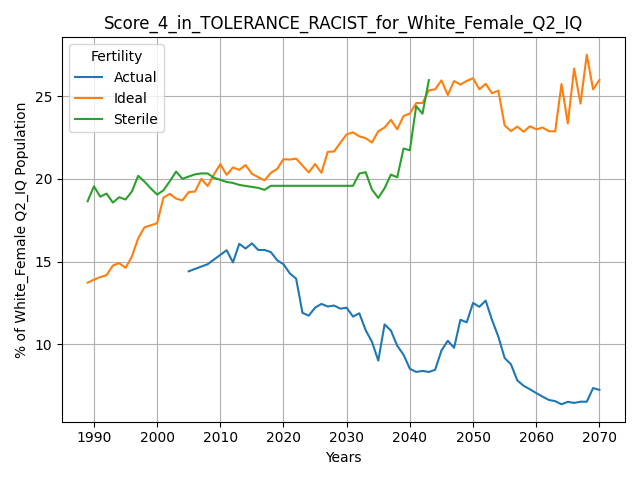 Score_4_in_TOLERANCE_RACIST_for_White_Female_Q2_IQ
Fertility
Actual
Ideal
Sterile
% of White_Female Q2_IQ Population
25
20
15
10
1990 2000 2010 2020 2030 2040 2050 2060 2070
Years